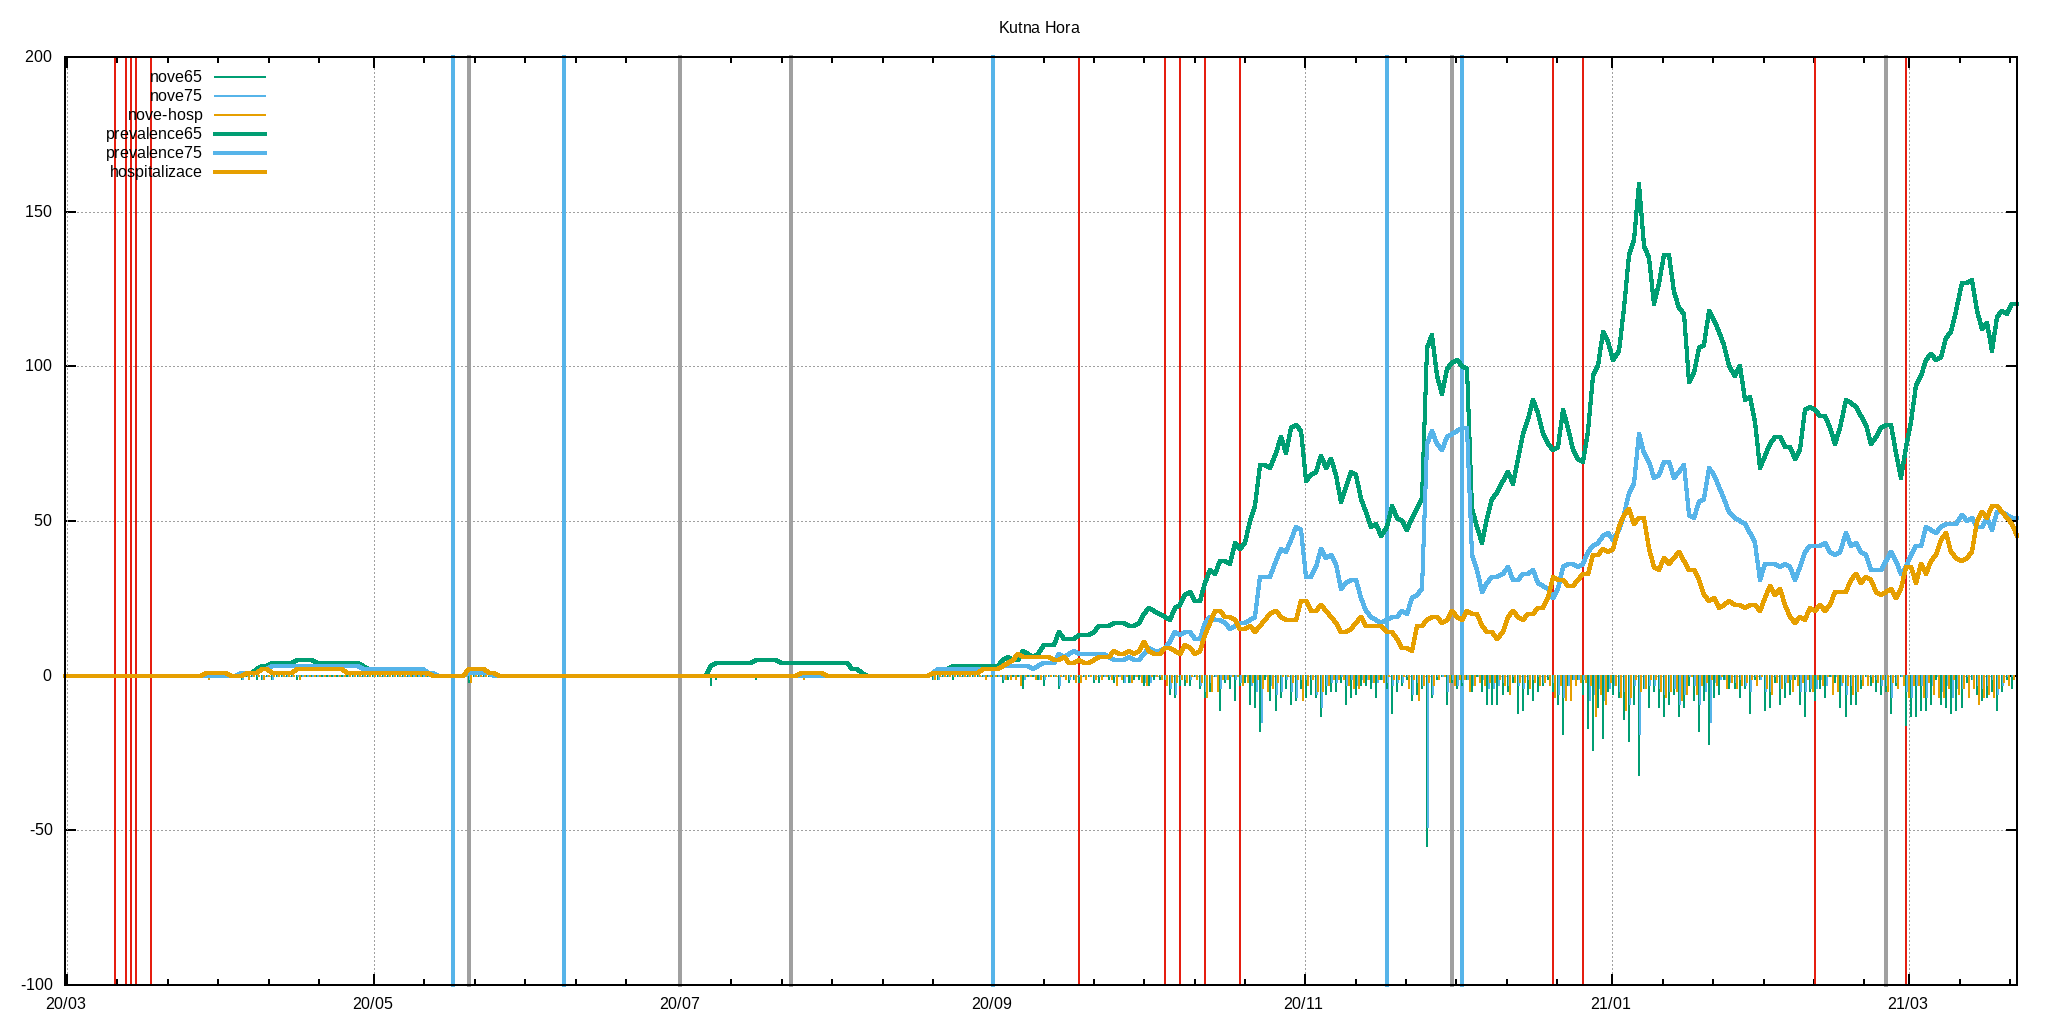 Kutna Hora
200
150
100
50
0
-50
-100
nove65
nove75
nove-hosp
prevalence65
prevalence75
hospitalizace
20/03 20/05 20/07 20/09 20/11 21/01 21/03